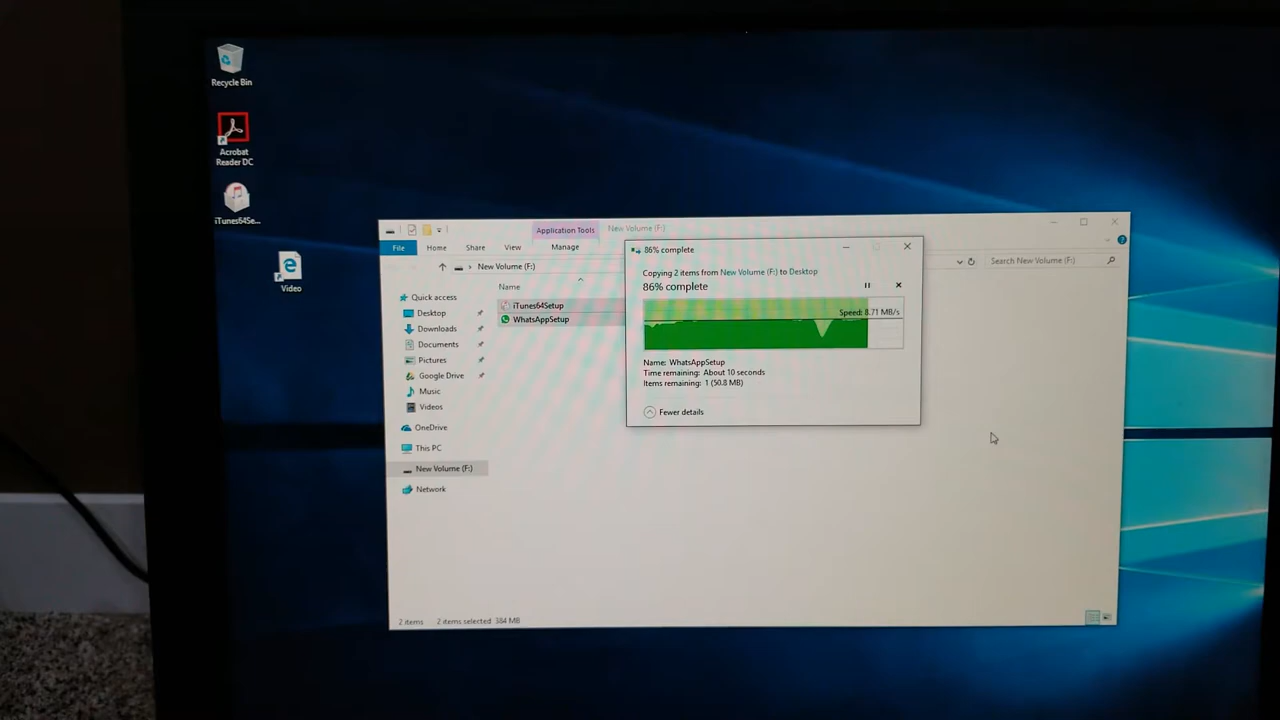 Recycle Bin
Acrobat
Reader DC
iTunes64Se...
Video
Application Tools
New Volume (F:)
File
Home
Share
View
Manage
New Volume (F:)
Search New Volume (F:)
Quick access
Desktop
Downloads
Documents
Pictures
Google Drive
Music
Videos
OneDrive
This PC
New Volume (F:)
Network
Name
iTunes64Setup
WhatsAppSetup
86% complete
Copying 2 items from New Volume (F:) to Desktop
86% complete
Speed: 8.71 MB/s
Name: WhatsAppSetup
Time remaining: About 10 seconds
Items remaining: 1 (50.8 MB)
Fewer details
2 items
2 items selected 384 MB